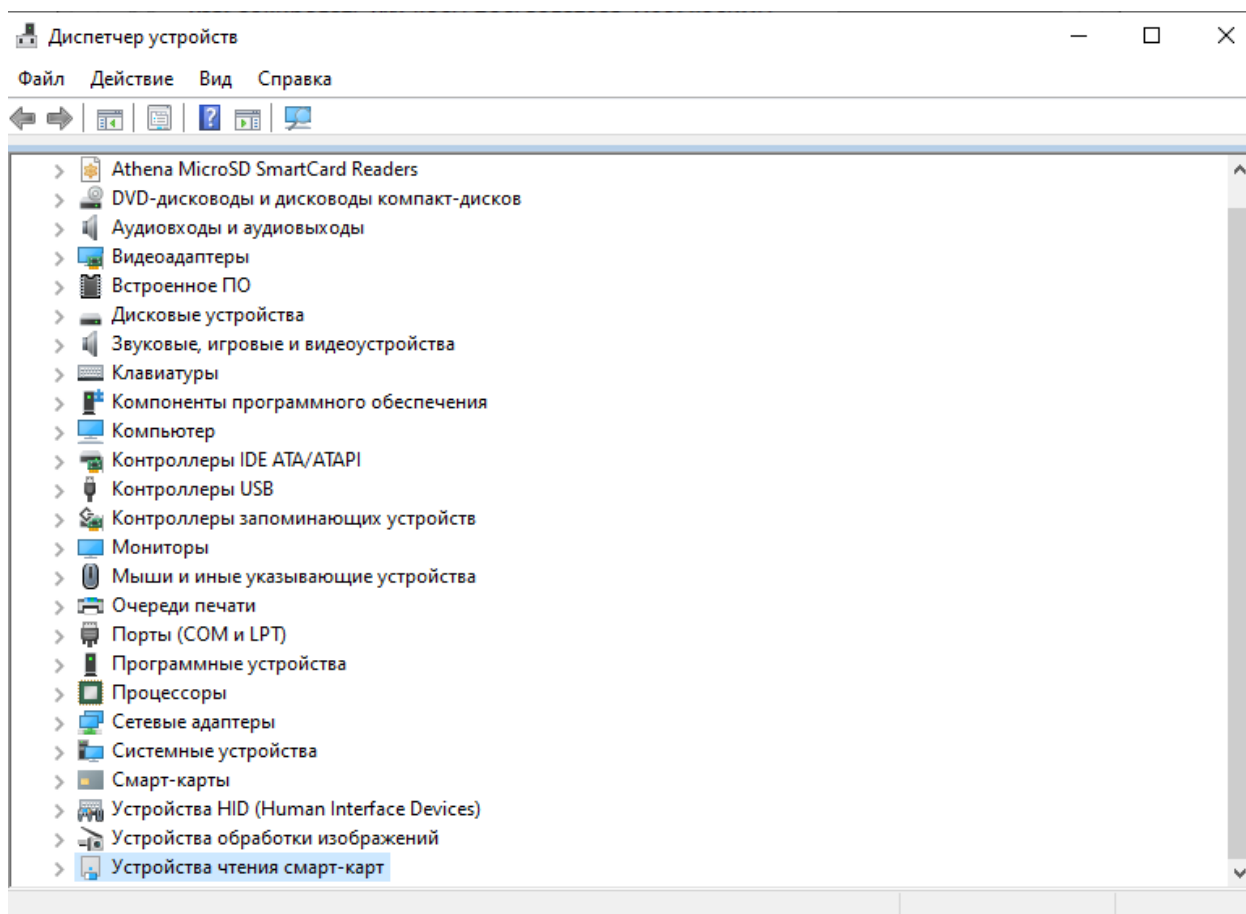 Диспетчер устройств
Файл Действие Вид Справка
Athena MicroSD SmartCard Readers
DVD-дисководы и дисководы компакт-дисков
Аудиовходы и аудиовыходы
Видеоадаптеры
Встроенное ПО
Дисковые устройства
Звуковые, игровые и видеоустройства
Клавиатуры
Компоненты программного обеспечения
Компьютер
Контроллеры IDE ATA/ATAPI
Контроллеры USB
Контроллеры запоминающих устройств
Мониторы
Мыши и иные указывающие устройства
Очереди печати
Порты (COM и LPT)
Программные устройства
Процессоры
Сетевые адаптеры
Системные устройства
Смарт-карты
Устройства HID (Human Interface Devices)
Устройства обработки изображений
Устройства чтения смарт-карт